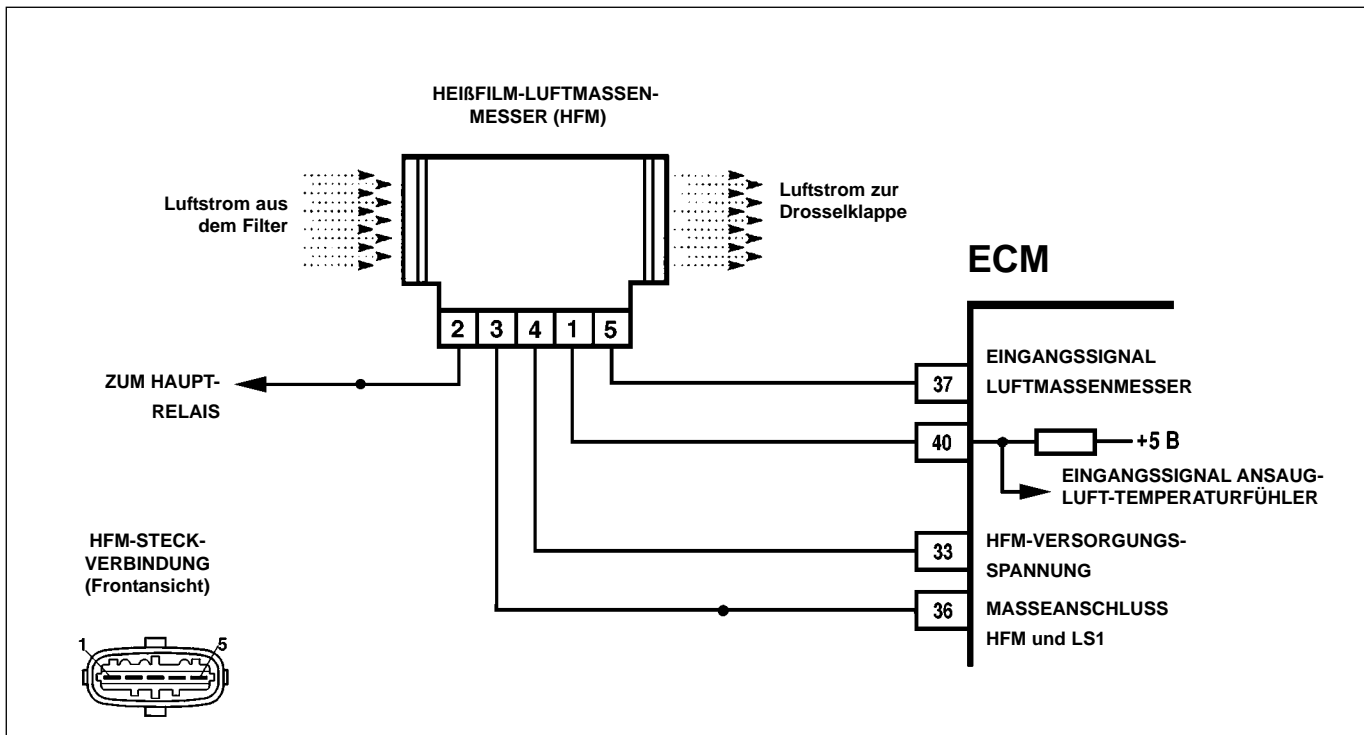 HEIßFILM-LUFTMASSEN-
MESSER (HFM)
Luftstrom aus
dem Filter
Luftstrom zur
Drosselklappe
ECM
2 3 4 1 5
ZUM HAUPT-
RELAIS
37
EINGANGSSIGNAL
LUFTMASSENMESSER
40
+5 B
EINGANGSSIGNAL ANSAUG-
LUFT-TEMPERATURFÜHLER
33
HFM-VERSORGUNGS-
SPANNUNG
36
MASSEANSCHLUSS
HFM und LS1
HFM-STECK-
VERBINDUNG
(Frontansicht)
1 5